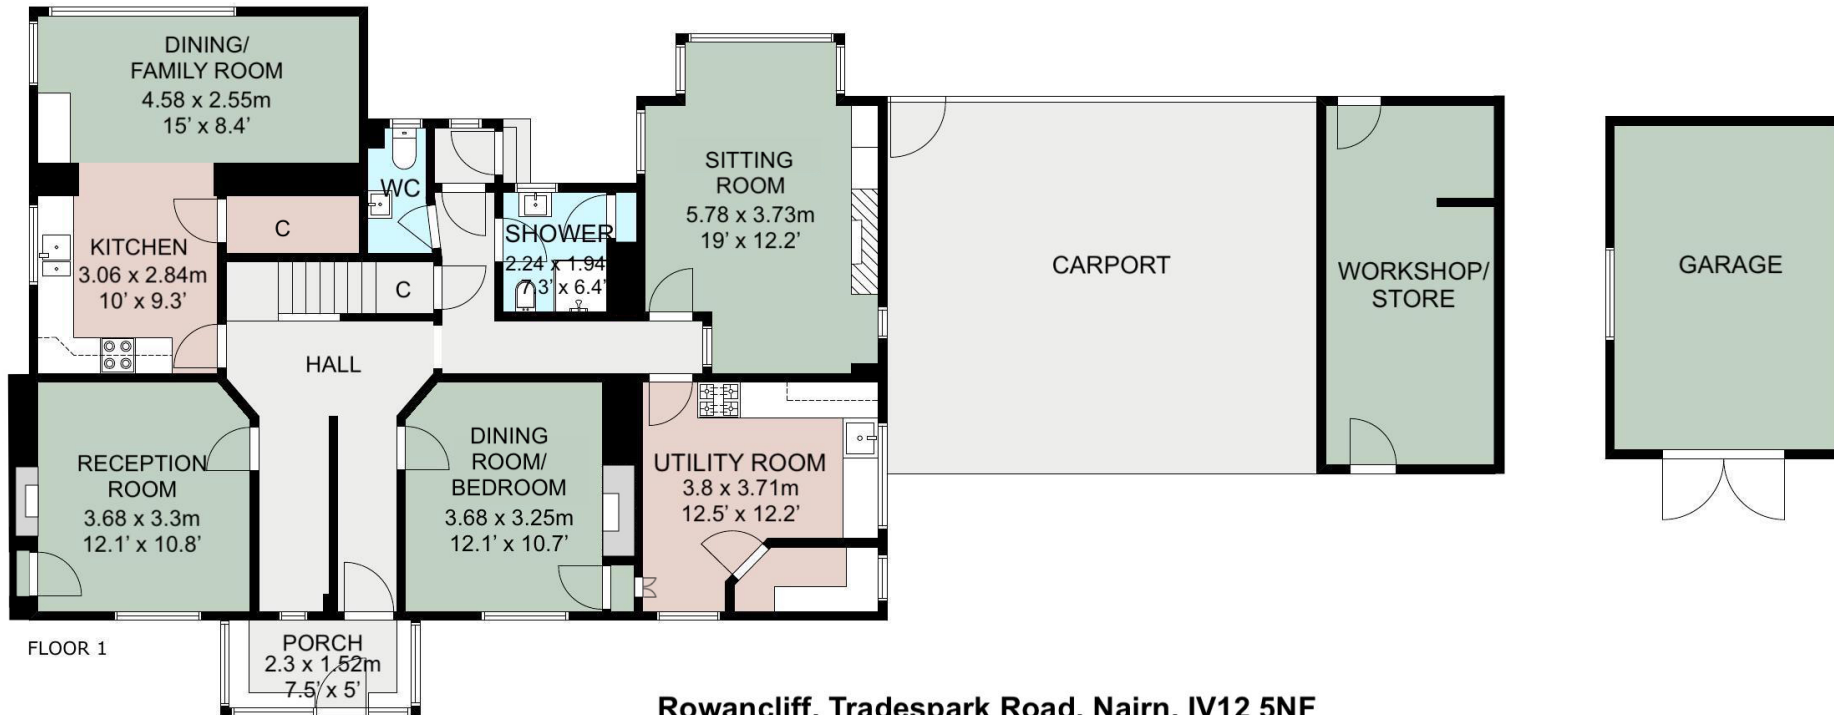 DINING/
FAMILY ROOM
4.58 x 2.55m
15' x 8.4'
WC
SITTING
ROOM
5.78 x 3.73m
19' x 12.2'
C
SHOWER
2.24 x 1.94
7.3' x 6.4'
KITCHEN
3.06 x 2.84m
10' x 9.3'
C
CARPORT
WORKSHOP/
STORE
GARAGE
HALL
RECEPTION
ROOM
3.68 x 3.3m
12.1' x 10.8'
DINING
ROOM/
BEDROOM
3.68 x 3.25m
12.1' x 10.7'
UTILITY ROOM
3.8 x 3.71m
12.5' x 12.2'
FLOOR 1
PORCH
2.3 x 1.52m
7.5' x 5'
Rowancliff, Tradespark Road, Nairn, IV12 5NF